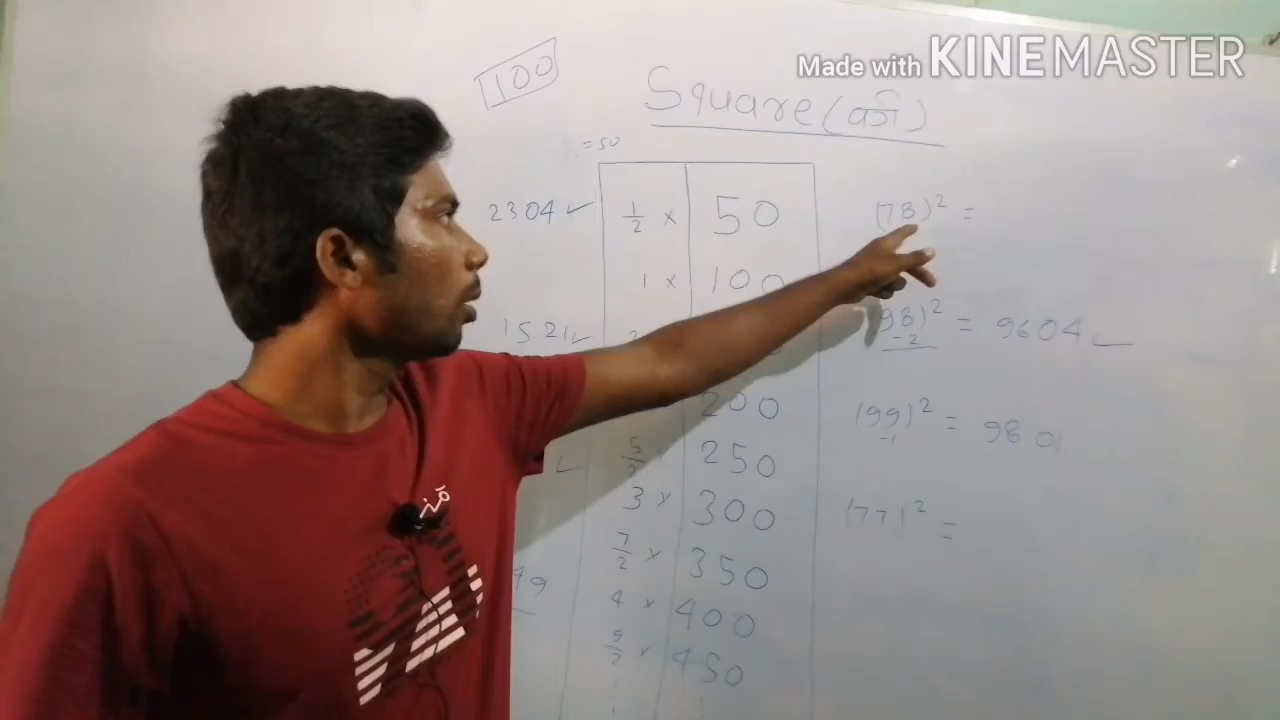 Made with KINEMASTER
100
Square (वर्ग)
= 50
2304 ✓ 1/2 × 50 (78)² =
1 × 100
1521 ✓ (98)² = 9604
-2
200 (99)² = 9801
-1
5/2 250
3 × 300 (77)² =
7/2 × 350
4 × 400
9/2 × 450